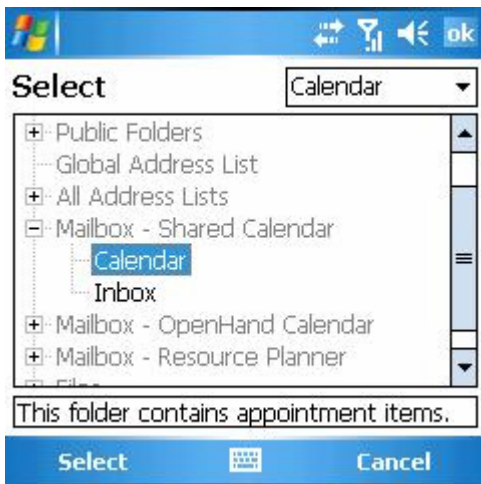 ok
Select
Calendar
Public Folders
Global Address List
All Address Lists
Mailbox - Shared Calendar
Calendar
Inbox
Mailbox - OpenHand Calendar
Mailbox - Resource Planner
This folder contains appointment items.
Select
Cancel